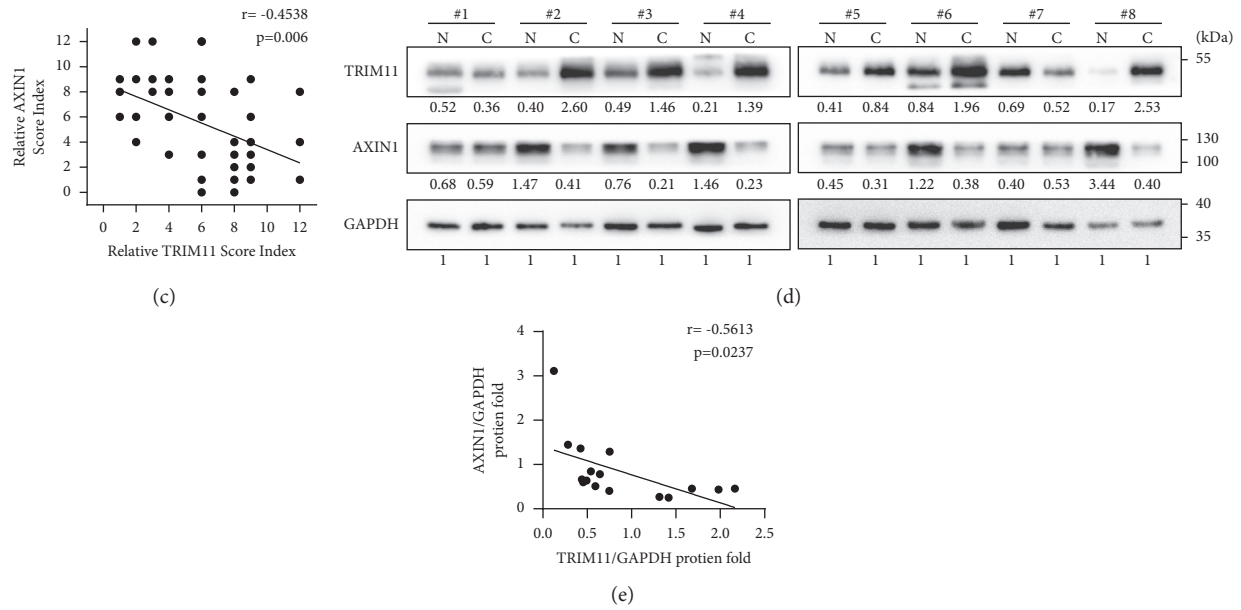 r= -0.4538
p=0.006
Relative AXIN1
Score Index
12
10
8
6
4
2
0
0 2 4 6 8 10 12
Relative TRIM11 Score Index
(c)
#1 #2 #3 #4 #5 #6 #7 #8
N C N C N C N C N C N C N C N C (kDa)
TRIM11 55
0.52 0.36 0.40 2.60 0.49 1.46 0.21 1.39 0.41 0.84 0.84 1.96 0.69 0.52 0.17 2.53
AXIN1 130
100
0.68 0.59 1.47 0.41 0.76 0.21 1.46 0.23 0.45 0.31 1.22 0.38 0.40 0.53 3.44 0.40
GAPDH 40
35
1 1 1 1 1 1 1 1 1 1 1 1 1 1 1 1
(d)
r= -0.5613
p=0.0237
AXIN1/GAPDH
protien fold
4
3
2
1
0
0.0 0.5 1.0 1.5 2.0 2.5
TRIM11/GAPDH protien fold
(e)